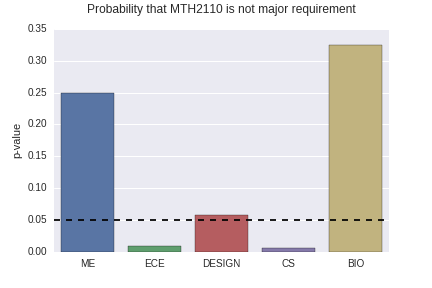 Probability that MTH2110 is not major requirement
0.35
0.30
0.25
0.20
0.15
0.10
0.05
0.00
p-value
ME ECE DESIGN CS BIO